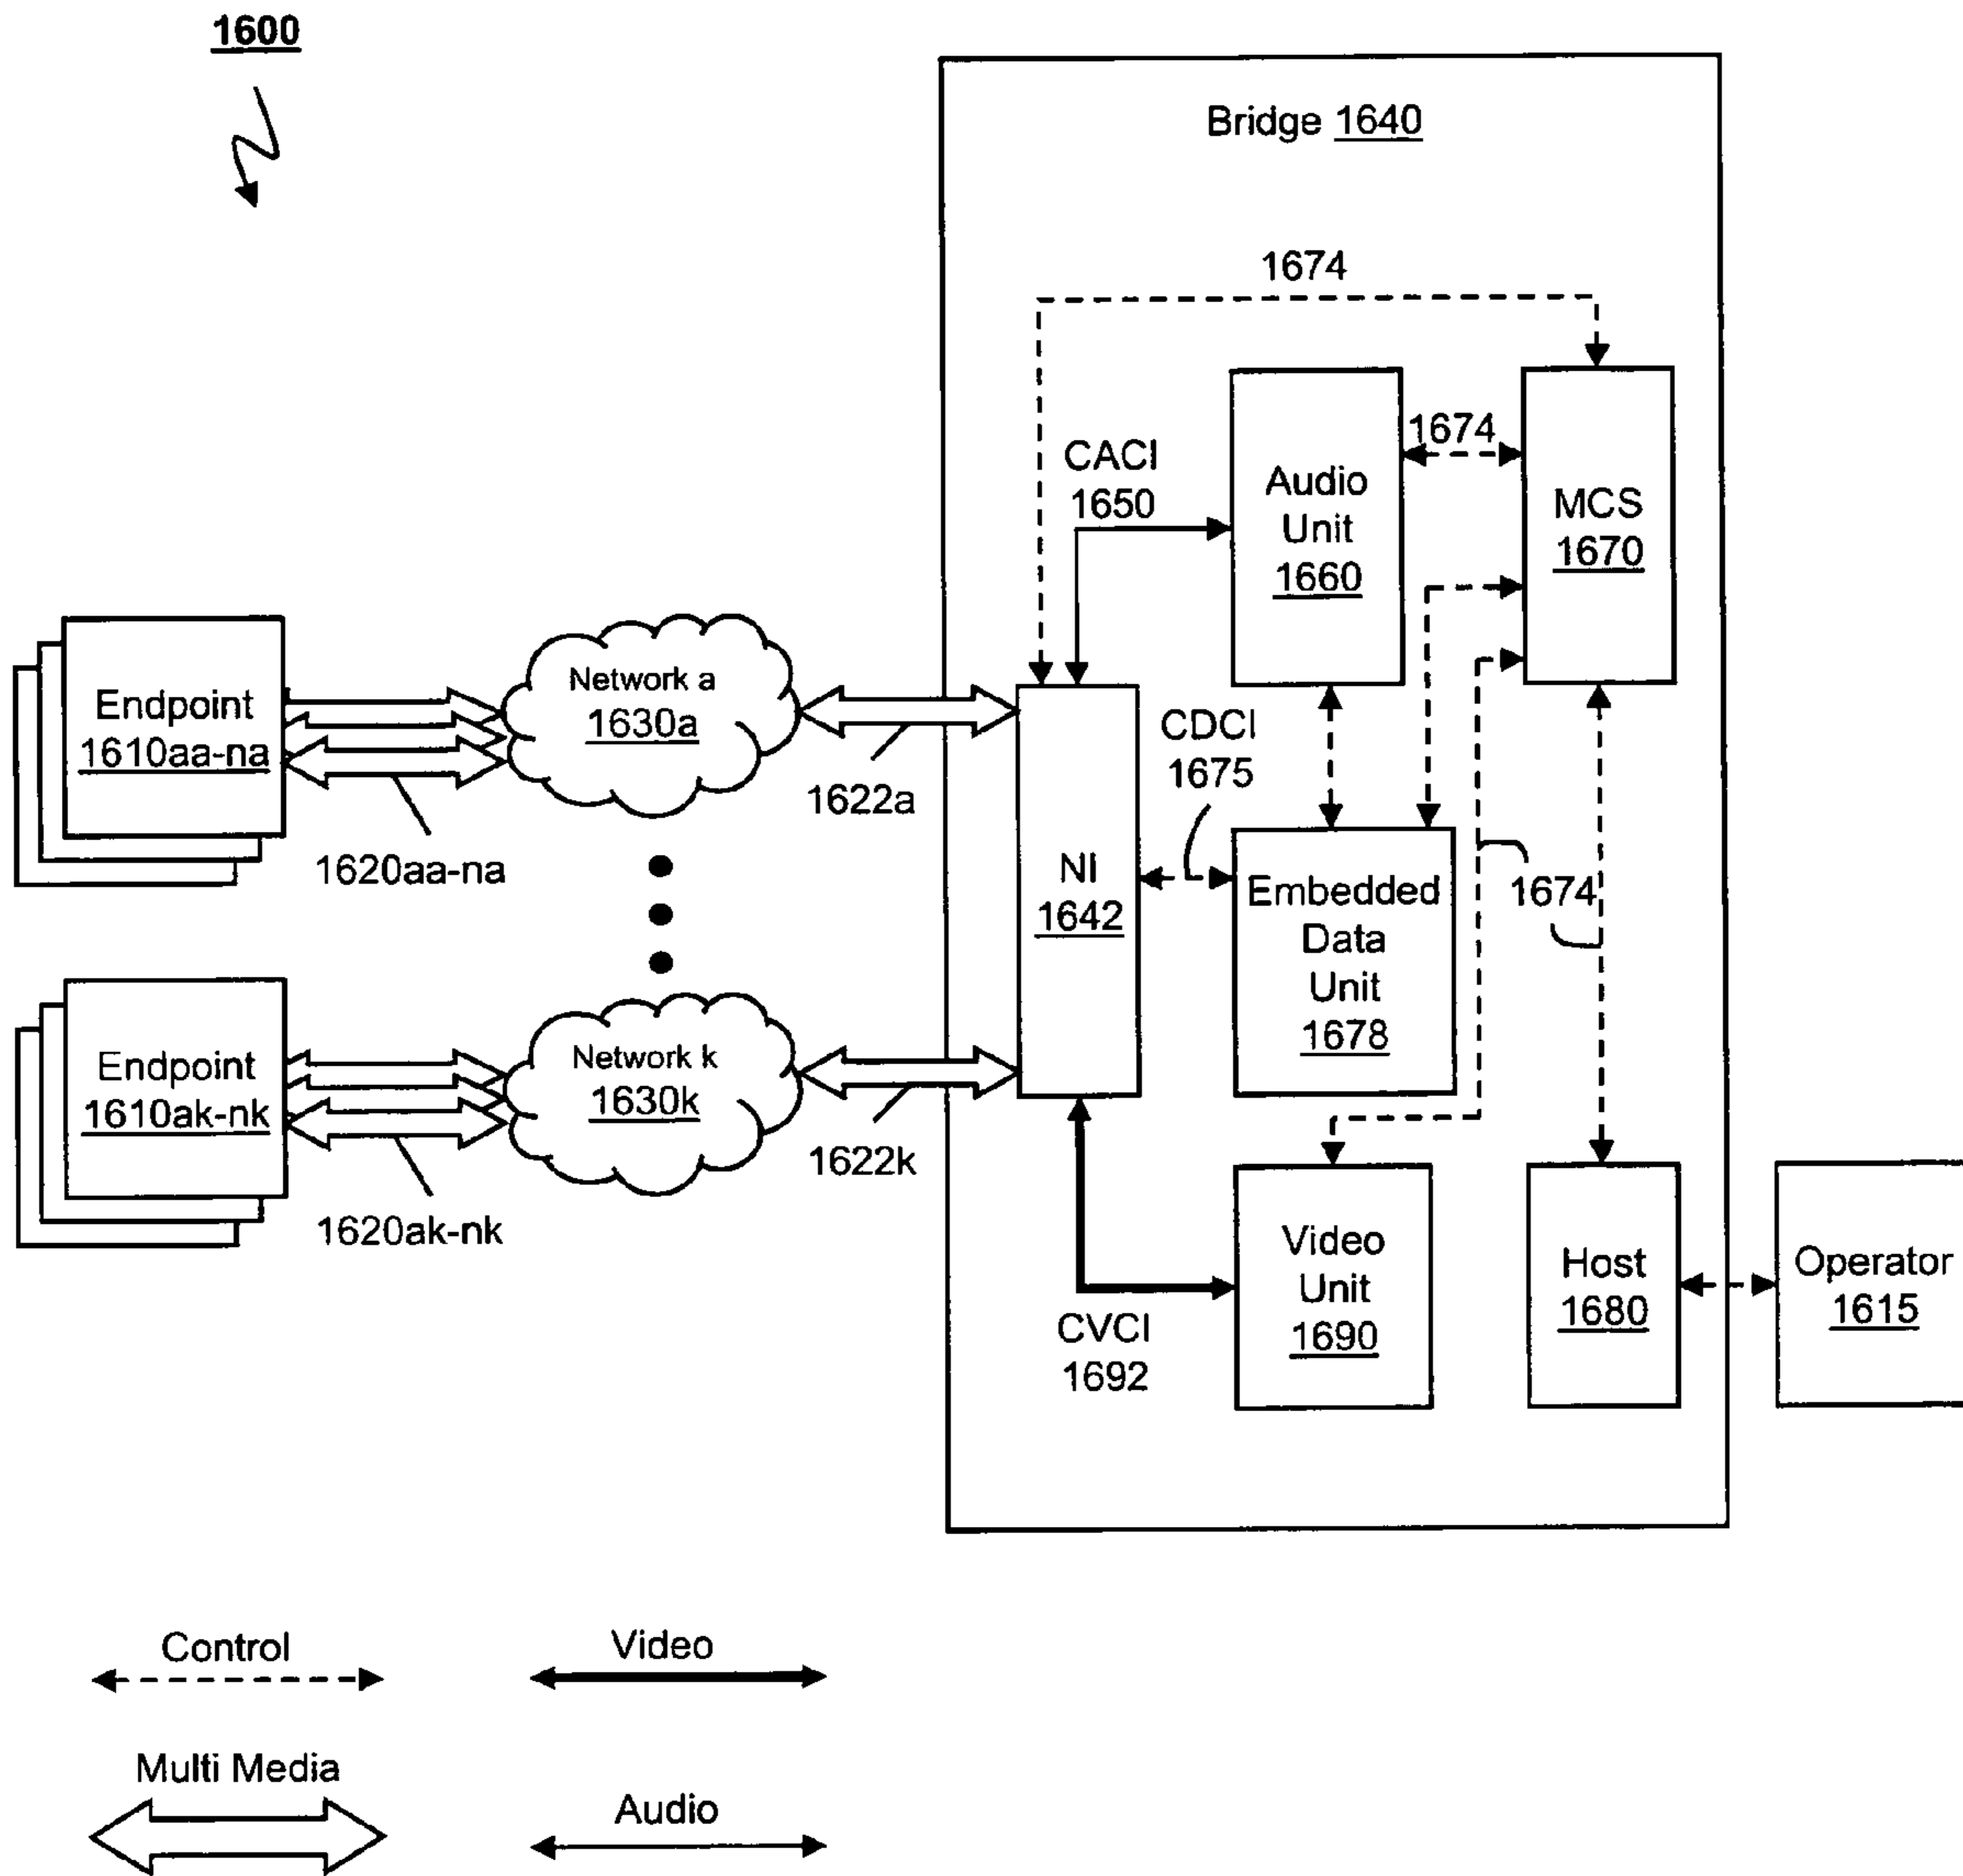 1600
Bridge 1640
1674
CACI
1650
Audio
Unit
1660
1674
MCS
1670
Endpoint
1610aa-na
1620aa-na
Network a
1630a
1622a
NI
1642
CDCI
1675
Embedded
Data
Unit
1678
1674
Endpoint
1610ak-nk
1620ak-nk
Network k
1630k
1622k
CVCI
1692
Video
Unit
1690
Host
1680
Operator
1615
Control
Video
Multi Media
Audio